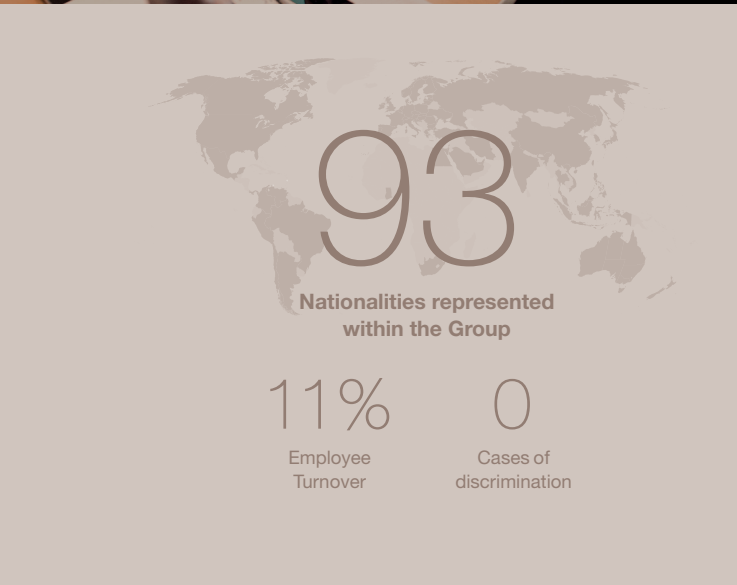 93
Nationalities represented
within the Group
11%
Employee
Turnover
0
Cases of
discrimination